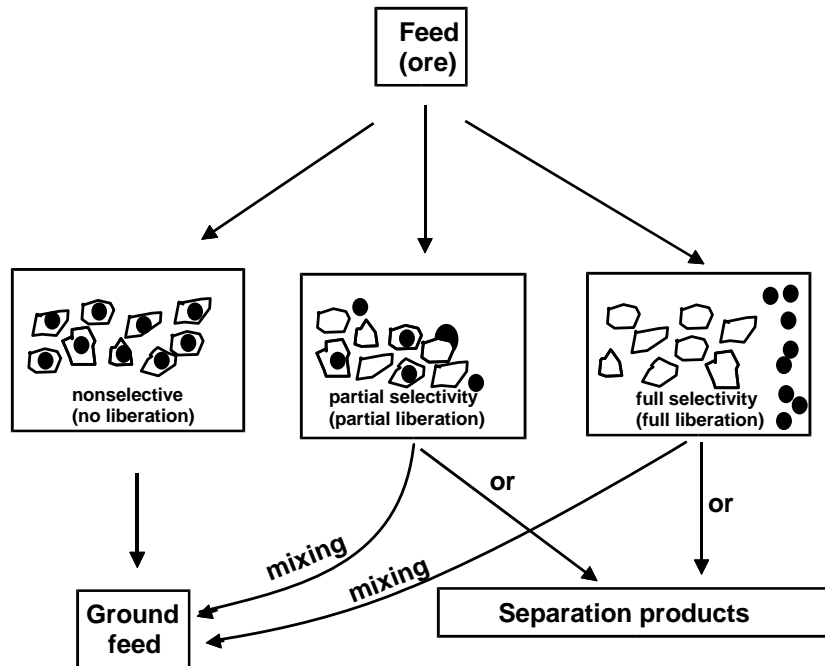 Feed
(ore)
nonselective
(no liberation)
partial selectivity
(partial liberation)
full selectivity
(full liberation)
or
or
mixing
mixing
Ground
feed
Separation products